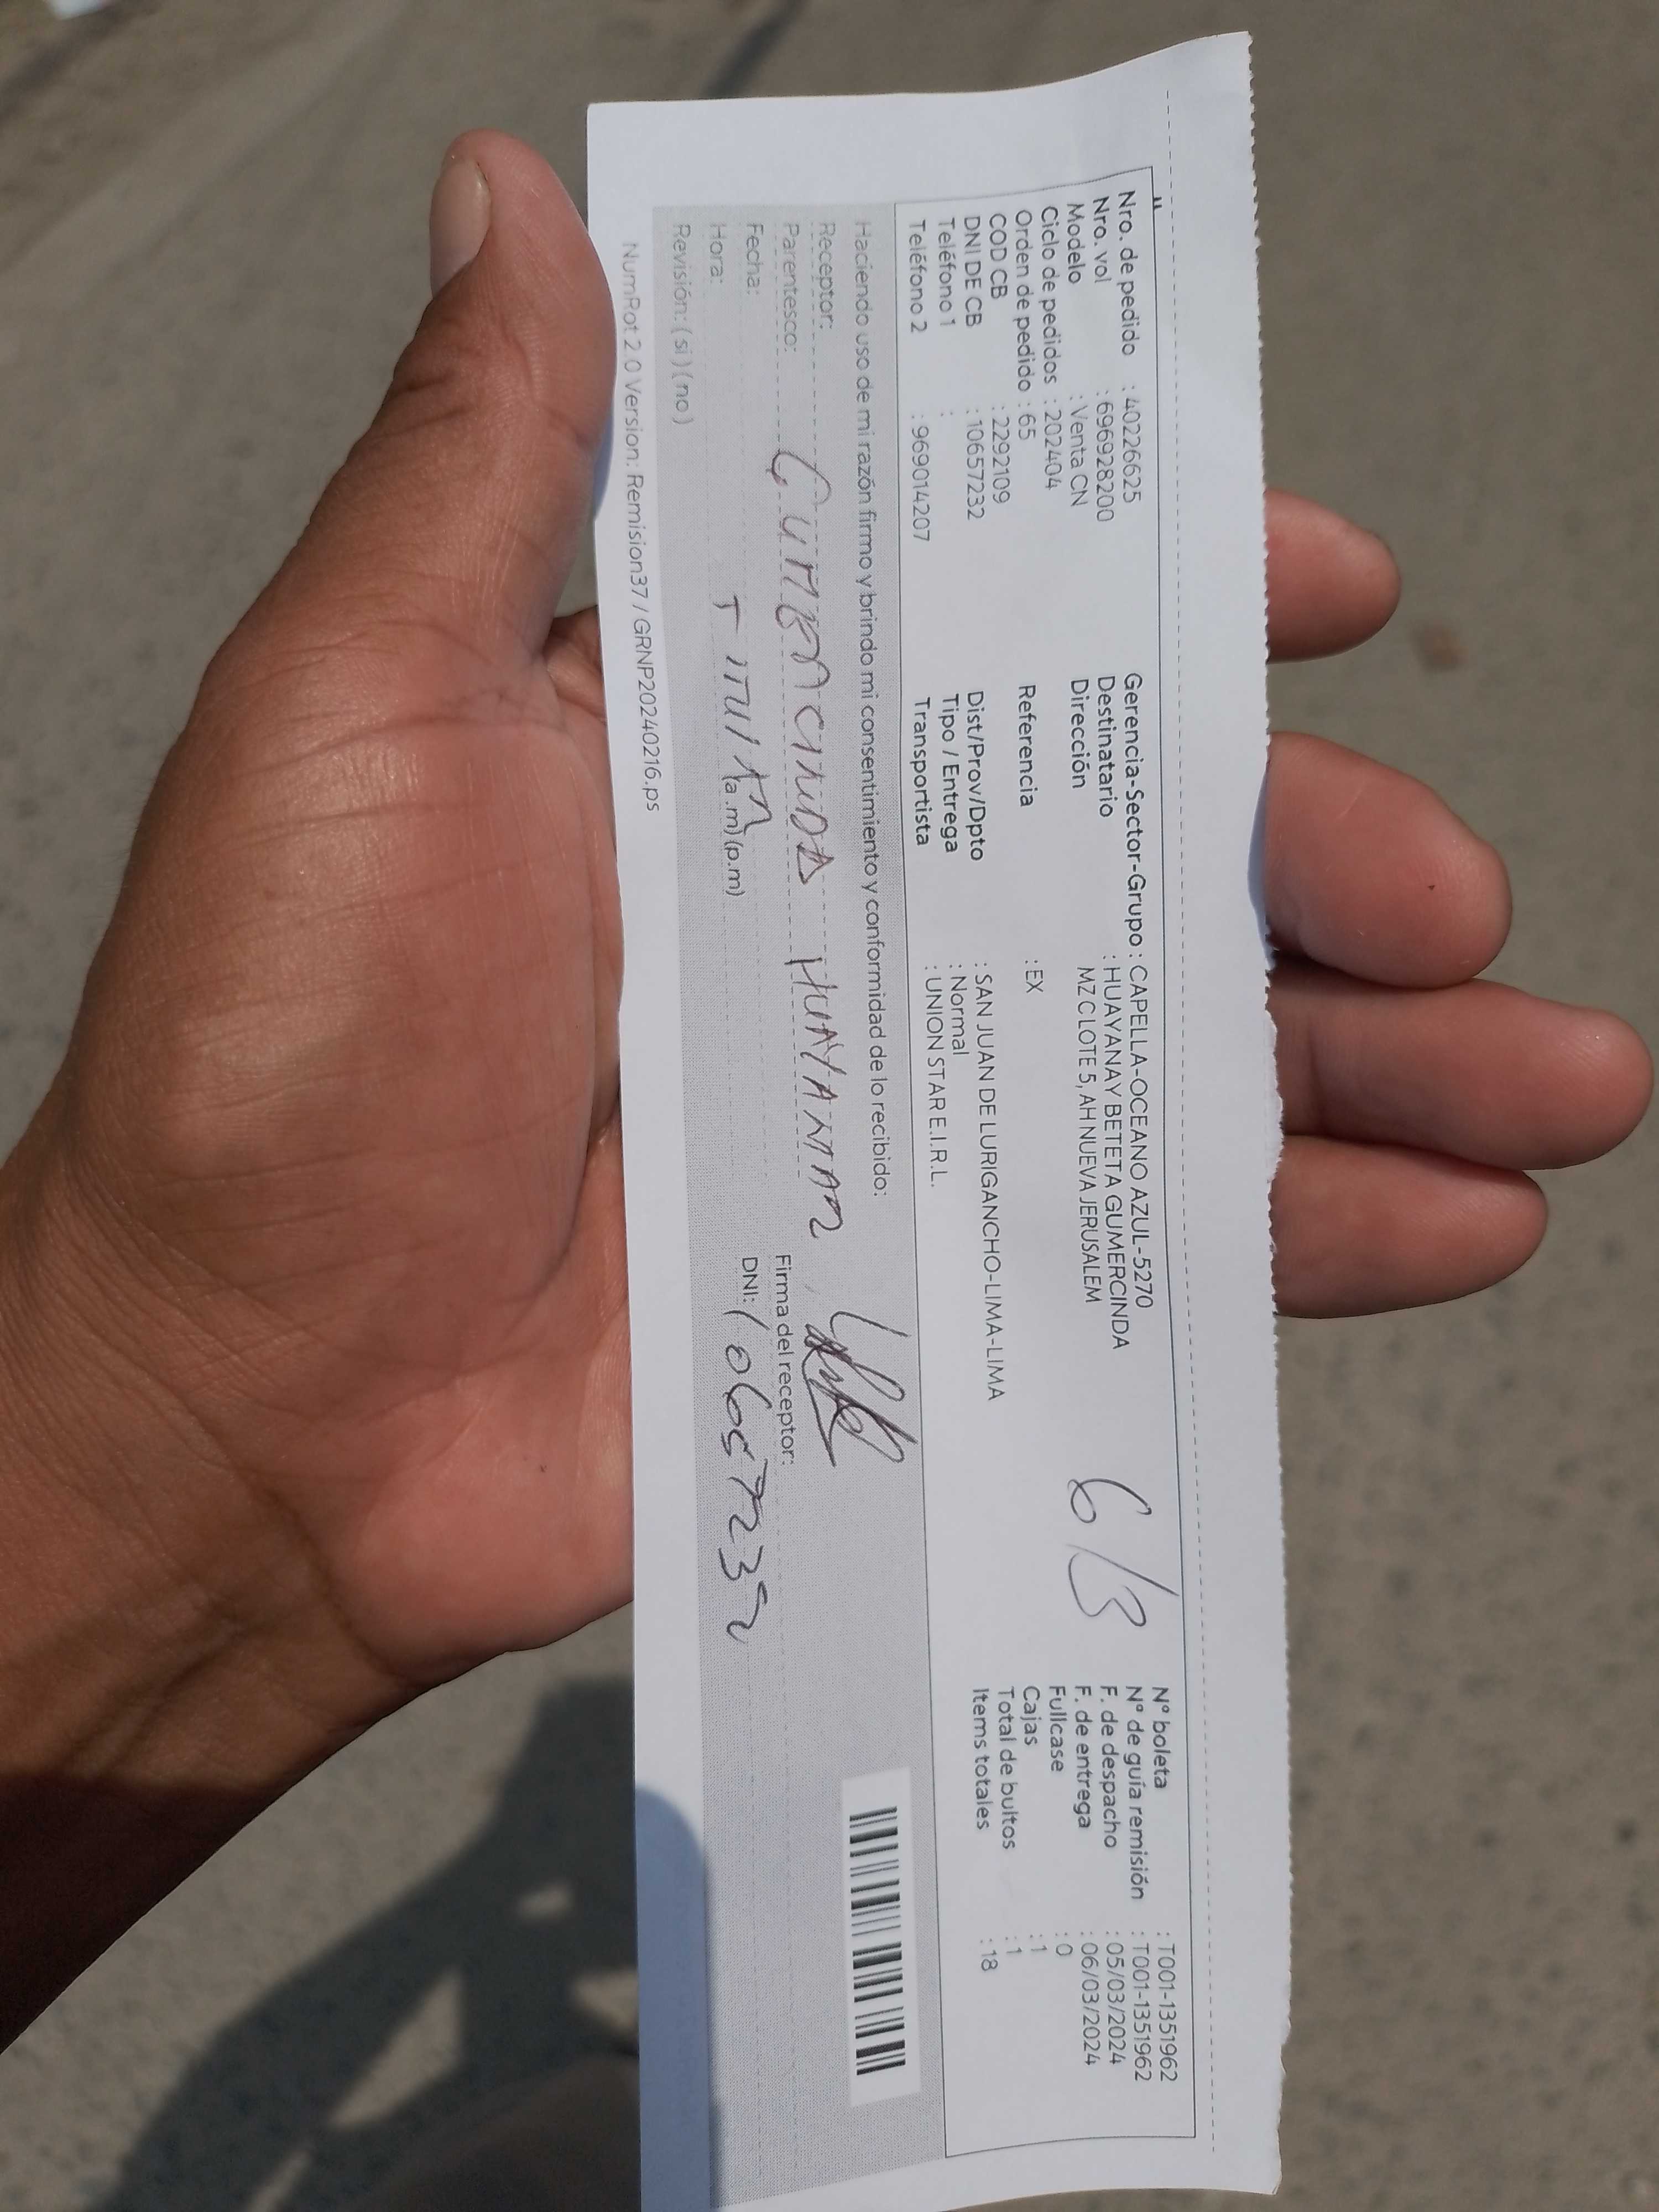 Nro. de pedido : 40226625
Nro. vol : 696928200
Modelo : Venta CN
Ciclo de pedidos : 202404
Orden de pedido : 65
COD CB : 2292109
DNI DE CB : 10657232
Teléfono 1 :
Teléfono 2 : 969014207
Gerencia-Sector-Grupo : CAPELLA-OCEANO AZUL-5270
Destinatario : HUAYANAY BETETA GUMERCINDA
Dirección MZ C LOTE 5, AH NUEVA JERUSALEM
Referencia : EX
Dist/Prov/Dpto : SAN JUAN DE LURIGANCHO-LIMA-LIMA
Tipo / Entrega : Normal
Transportista : UNION STAR E.I.R.L.
6/3
Nº boleta : T001-1351962
Nº de guía remisión : T001-1351962
F. de despacho : 05/03/2024
F. de entrega : 06/03/2024
Fullcase : 0
Cajas : 1
Total de bultos : 1
Items totales : 18
Haciendo uso de mi razón firmo y brindo mi consentimiento y conformidad de lo recibido:
Receptor:
Parentesco:
Fecha:
Hora: (a.m) (p.m)
Revisión: ( si ) ( no )
Firma del receptor:
DNI: 10657232
NumRot 2.0 Version: Remision37 / GRNP20240216.ps